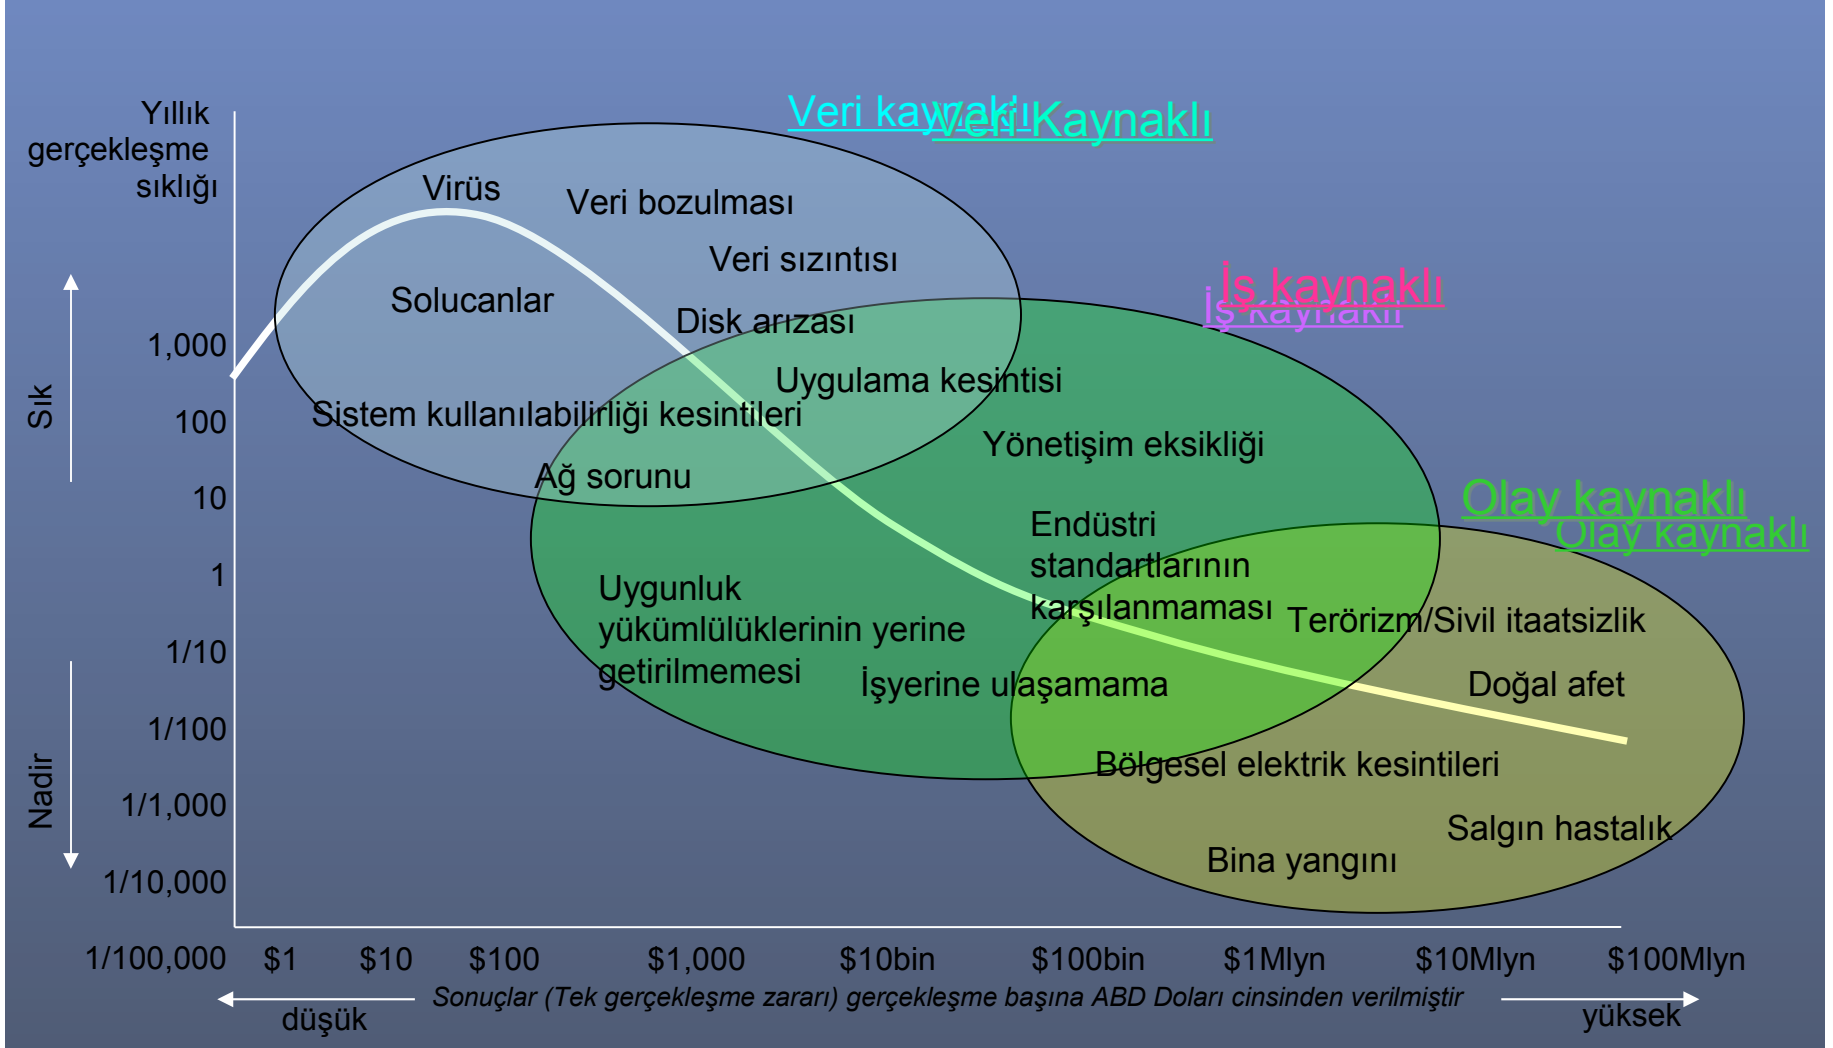 Yıllık
gerçekleşme
sıklığı
Veri kaynaklı
Veri Kaynaklı
Virüs
Veri bozulması
Veri sızıntısı
Solucanlar
Disk arızası
İş kaynaklı
İş kaynaklı
Uygulama kesintisi
Sistem kullanılabilirliği kesintileri
Yönetişim eksikliği
Ağ sorunu
Olay kaynaklı
Olay kaynaklı
Endüstri
standartlarının
karşılanmaması
Uygunluk
yükümlülüklerinin yerine
getirilmemesi
İşyerine ulaşamama
Terörizm/Sivil itaatsizlik
Doğal afet
Bölgesel elektrik kesintileri
Salgın hastalık
Bina yangını
Sık
Nadir
1,000
100
10
1
1/10
1/100
1/1,000
1/10,000
1/100,000
$1 $10 $100 $1,000 $10bin $100bin $1Mlyn $10Mlyn $100Mlyn
Sonuçlar (Tek gerçekleşme zararı) gerçekleşme başına ABD Doları cinsinden verilmiştir
düşük
yüksek